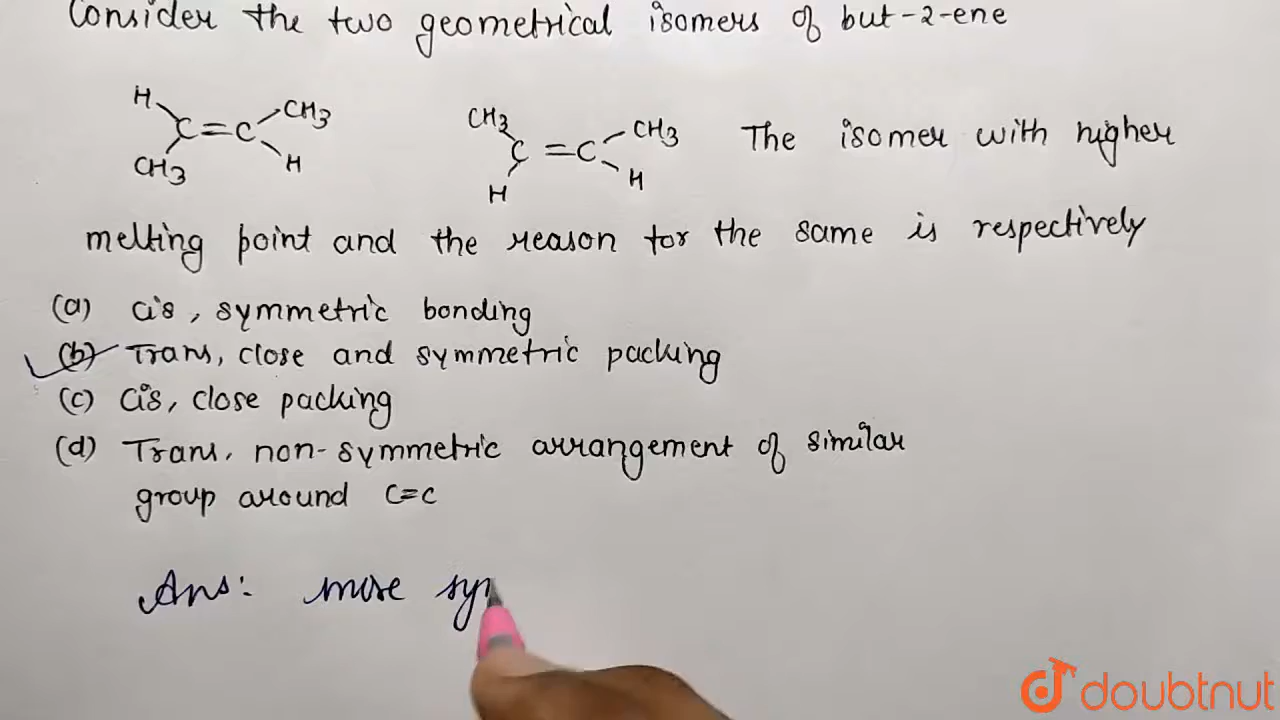 Consider the two geometrical isomers of but-2-ene
H
C=C
CH3
H
CH3
CH3
C=C
CH3
H
H
The isomer with higher
melting point and the reason for the same is respectively
(a) cis, symmetric bonding
(b) Trans, close and symmetric packing
(c) Cis, close packing
(d) Trans, non-symmetric arrangement of similar
group around C=C
Ans: more sy
doubtnut